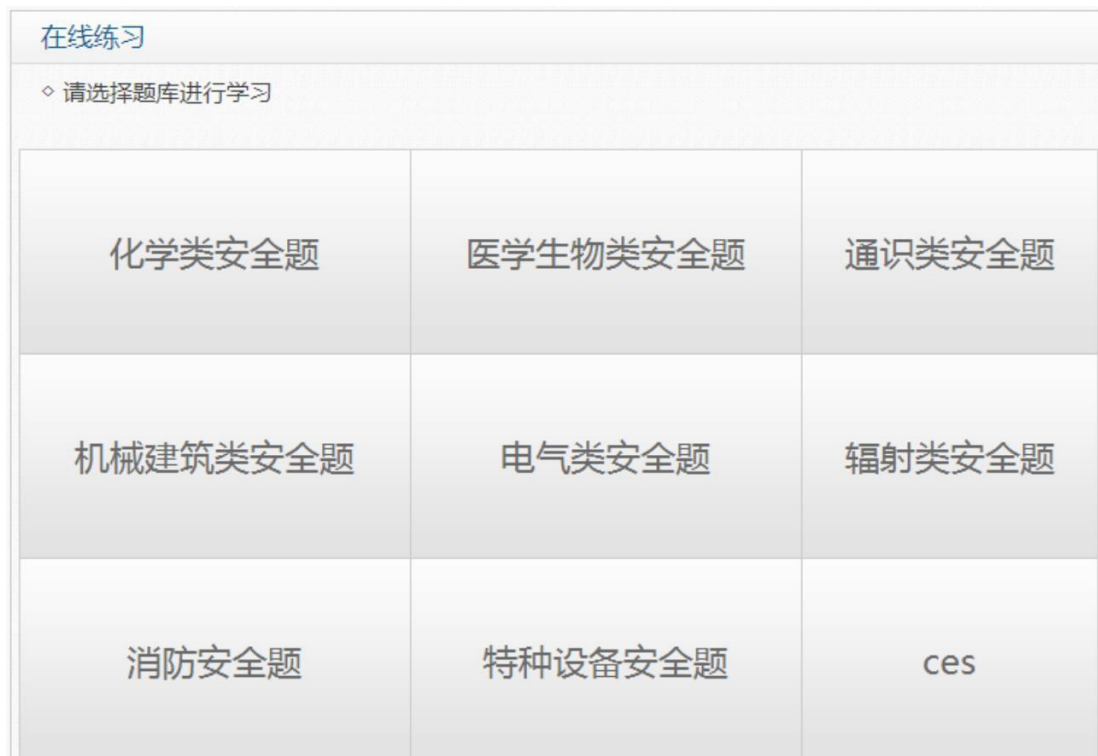 在线练习
◇ 请选择题库进行学习
化学类安全题
医学生物类安全题
通识类安全题
机械建筑类安全题
电气类安全题
辐射类安全题
消防安全题
特种设备安全题
ces